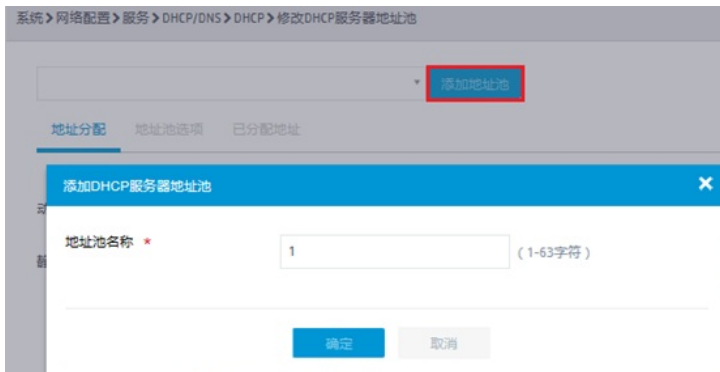 系统>网络配置>服务>DHCP/DNS>DHCP>修改DHCP服务器地址池
添加地址池
地址分配 地址池选项 已分配地址
添加DHCP服务器地址池
地址池名称 * 1 (1-63字符)
确定 取消